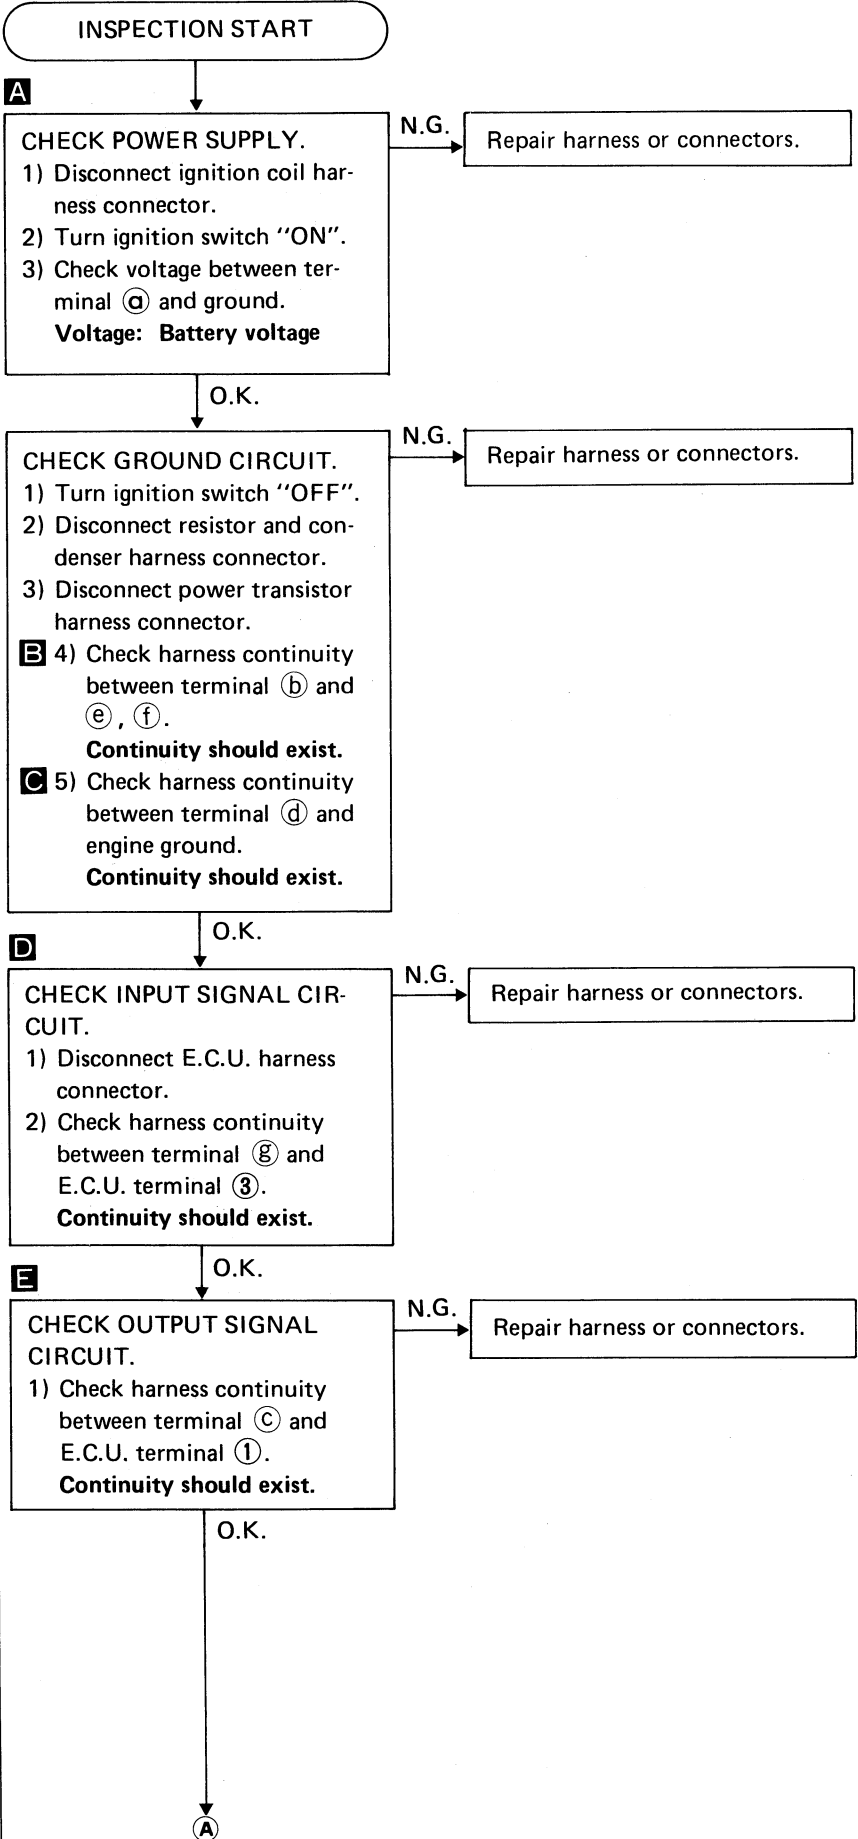 INSPECTION START
A
CHECK POWER SUPPLY.
1) Disconnect ignition coil har-
ness connector.
2) Turn ignition switch "ON".
3) Check voltage between ter-
minal ⓐ and ground.
Voltage: Battery voltage
N.G.
Repair harness or connectors.
O.K.
CHECK GROUND CIRCUIT.
1) Turn ignition switch "OFF".
2) Disconnect resistor and con-
denser harness connector.
3) Disconnect power transistor
harness connector.
B 4) Check harness continuity
between terminal ⓑ and
ⓔ, ⓕ.
Continuity should exist.
C 5) Check harness continuity
between terminal ⓓ and
engine ground.
Continuity should exist.
N.G.
Repair harness or connectors.
O.K.
D
CHECK INPUT SIGNAL CIR-
CUIT.
1) Disconnect E.C.U. harness
connector.
2) Check harness continuity
between terminal ⓖ and
E.C.U. terminal ③.
Continuity should exist.
N.G.
Repair harness or connectors.
O.K.
E
CHECK OUTPUT SIGNAL
CIRCUIT.
1) Check harness continuity
between terminal ⓒ and
E.C.U. terminal ①.
Continuity should exist.
N.G.
Repair harness or connectors.
O.K.
Ⓐ